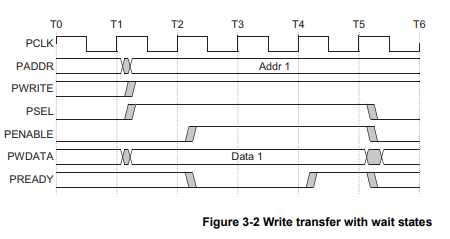 T0 T1 T2 T3 T4 T5 T6
PCLK
PADDR Addr 1
PWRITE
PSEL
PENABLE
PWDATA Data 1
PREADY
Figure 3-2 Write transfer with wait states